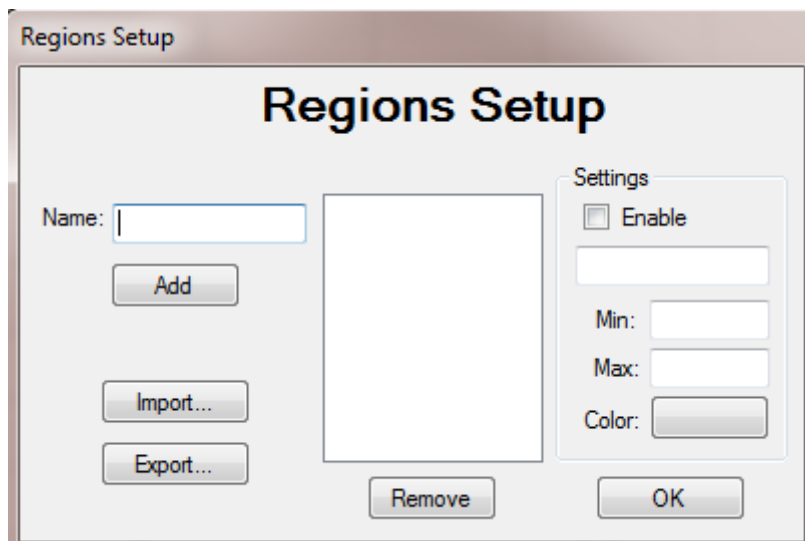 Regions Setup
Regions Setup
Name:
Add
Import...
Export...
Remove
Settings
Enable
Min:
Max:
Color:
OK